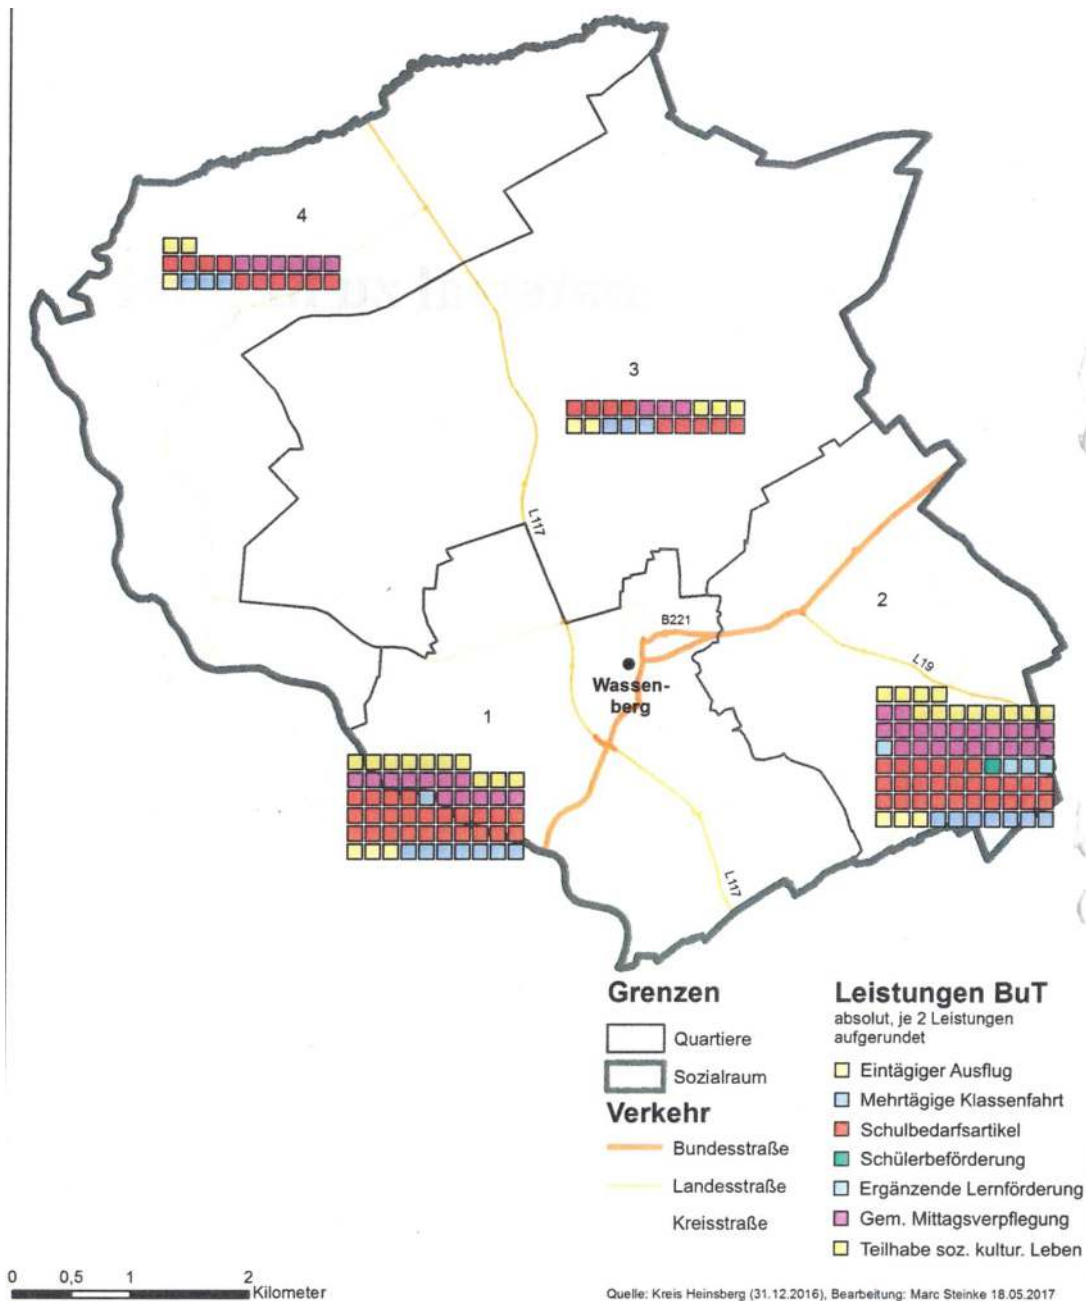 4
3
L117
2
B221
L19
Wassen-
berg
1
L117
Grenzen
Quartiere
Sozialraum
Verkehr
Bundesstraße
Landesstraße
Kreisstraße
Leistungen BuT
absolut, je 2 Leistungen
aufgerundet
Eintägiger Ausflug
Mehrtägige Klassenfahrt
Schulbedarfsartikel
Schülerbeförderung
Ergänzende Lernförderung
Gem. Mittagsverpflegung
Teilhabe soz. kultur. Leben
0 0,5 1 2
Kilometer
Quelle: Kreis Heinsberg (31.12.2016), Bearbeitung: Marc Steinke 18.05.2017